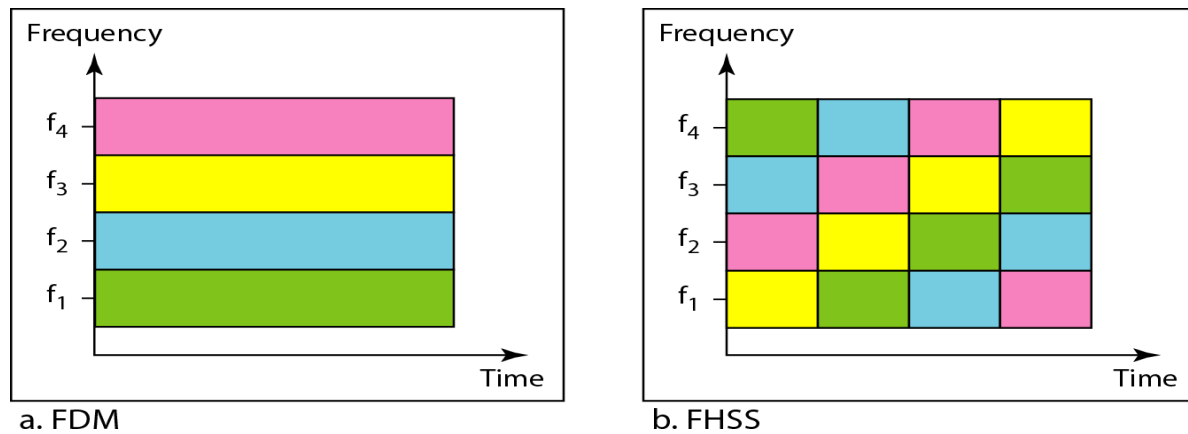 Frequency
f₄
f₃
f₂
f₁
Time
a. FDM
Frequency
f₄
f₃
f₂
f₁
Time
b. FHSS